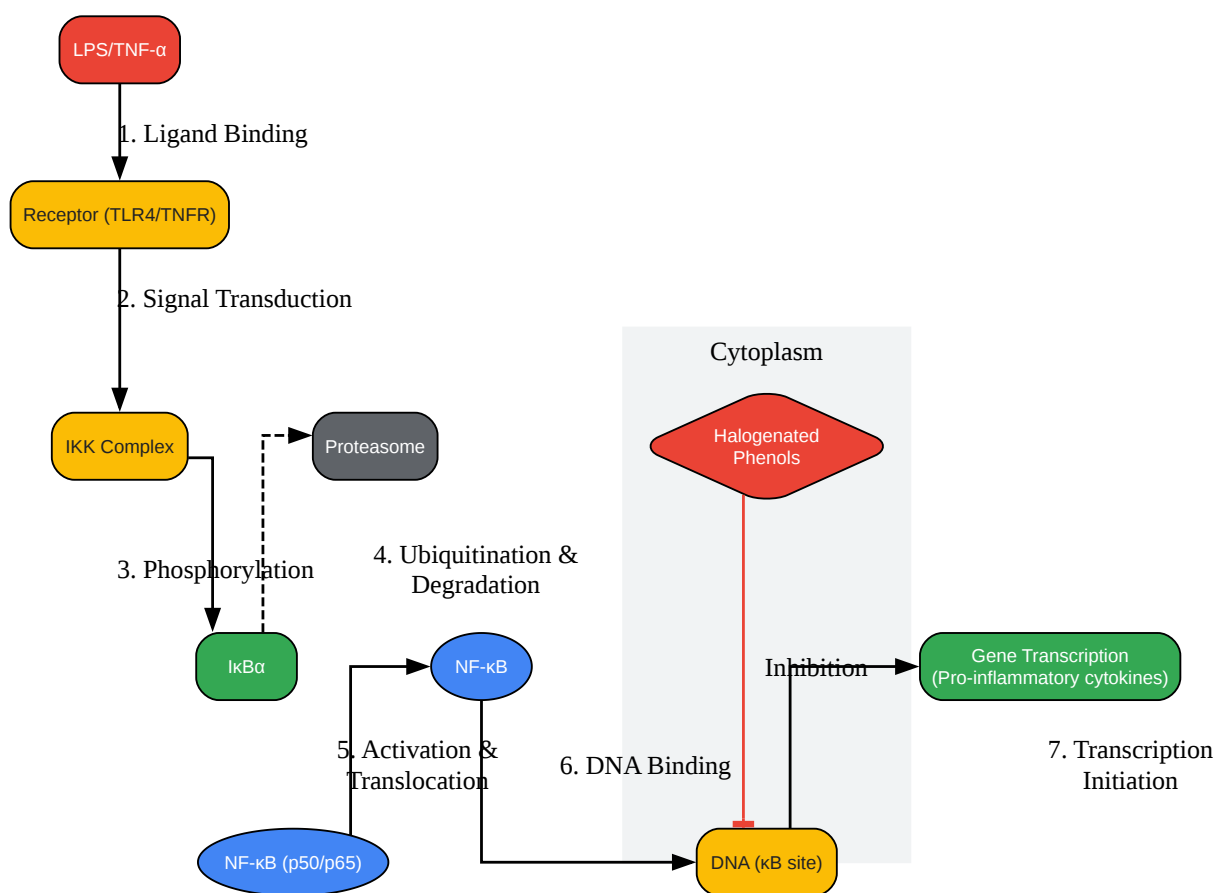 LPS/TNF-α
1. Ligand Binding
Receptor (TLR4/TNFR)
2. Signal Transduction
Cytoplasm
IKK Complex
Proteasome
Halogenated
Phenols
3. Phosphorylation
4. Ubiquitination &
Degradation
IκBα
NF-κB
Inhibition
Gene Transcription
(Pro-inflammatory cytokines)
5. Activation &
Translocation
6. DNA Binding
7. Transcription
Initiation
NF-κB (p50/p65)
DNA (κB site)